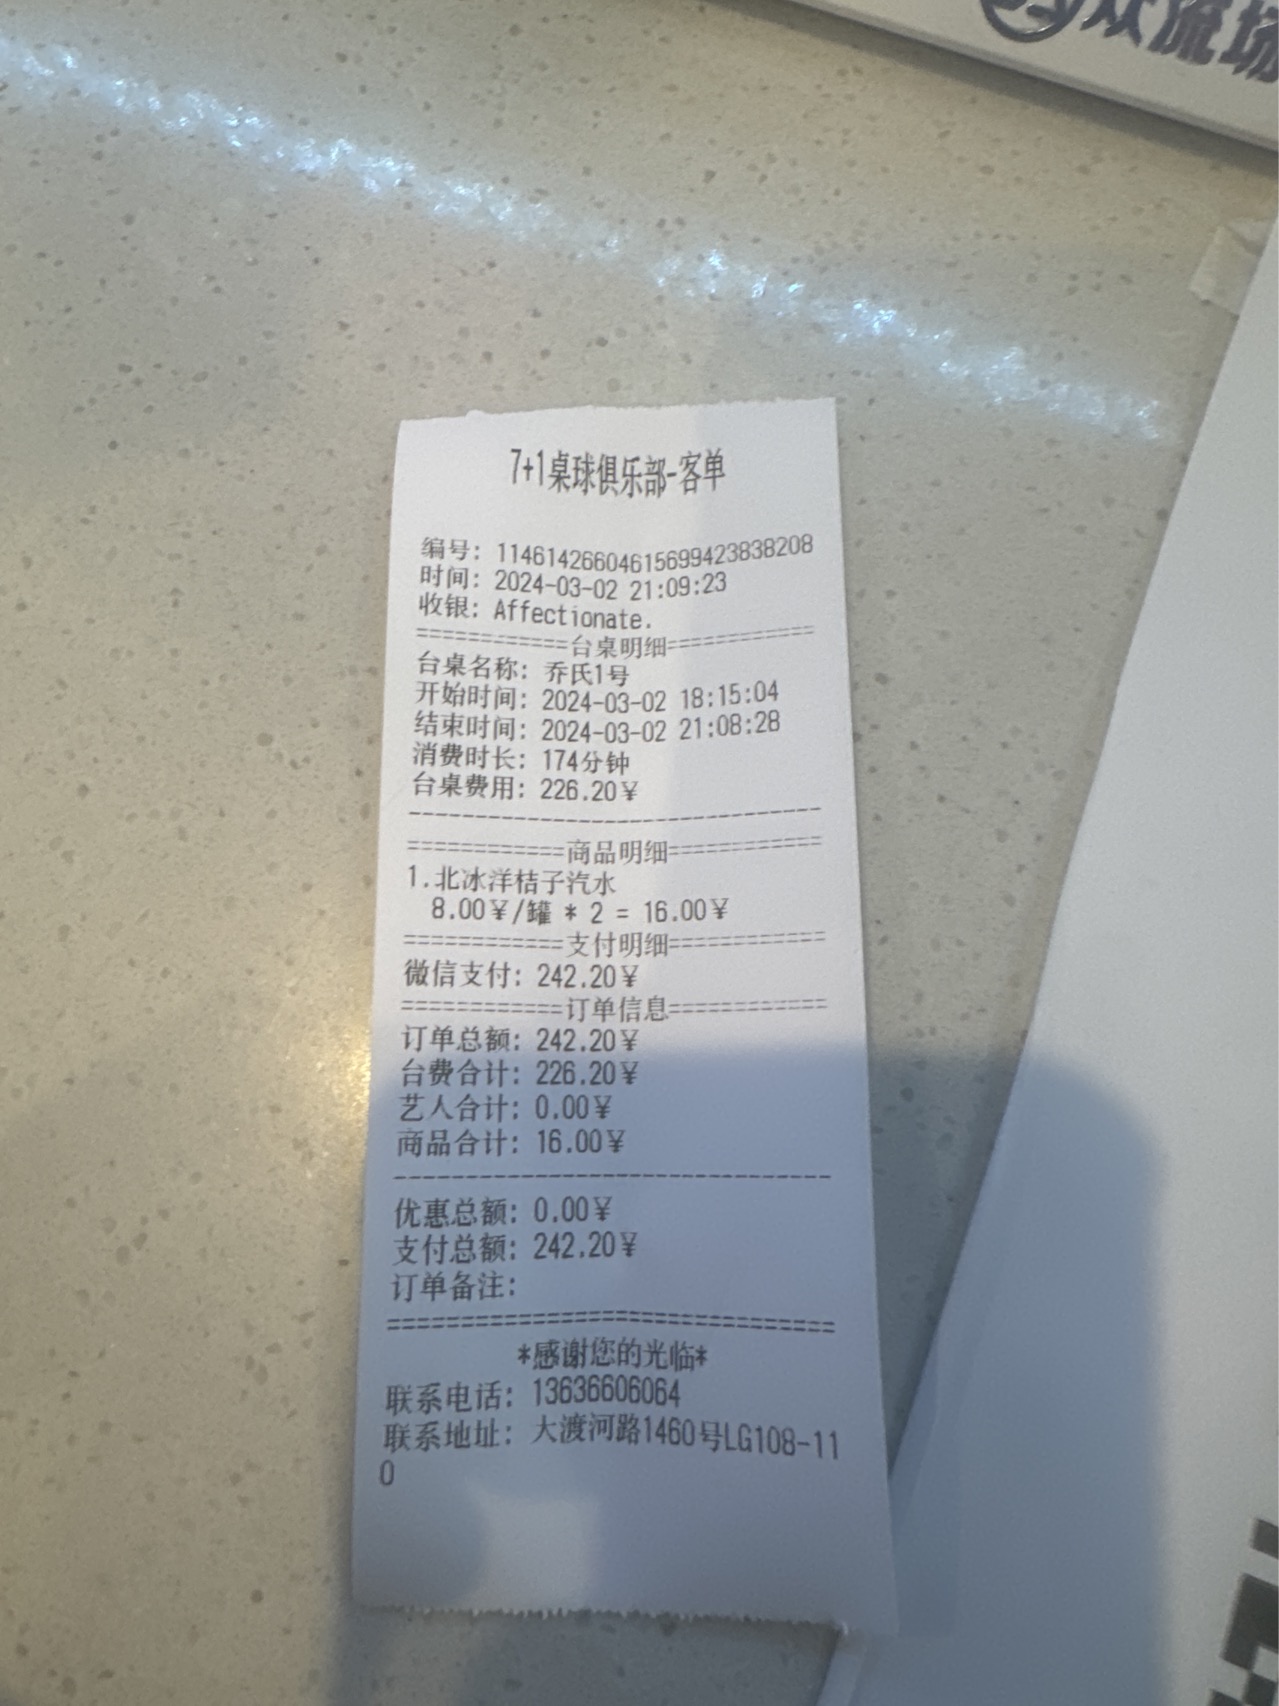 众流场
7+1桌球俱乐部-客单
编号: 1146142660461569942383​8208
时间: 2024-03-02 21:09:23
收银: Affectionate.
============台桌明细============
台桌名称: 乔氏1号
开始时间: 2024-03-02 18:15:04
结束时间: 2024-03-02 21:08:28
消费时长: 174分钟
台桌费用: 226.20¥
--------------------------------
============商品明细============
1.北冰洋桔子汽水
8.00¥/罐 * 2 = 16.00¥
============支付明细============
微信支付: 242.20¥
============订单信息============
订单总额: 242.20¥
台费合计: 226.20¥
艺人合计: 0.00¥
商品合计: 16.00¥
--------------------------------
优惠总额: 0.00¥
支付总额: 242.20¥
订单备注:
================================
*感谢您的光临*
联系电话: 13636606064
联系地址: 大渡河路1460号LG108-11
0